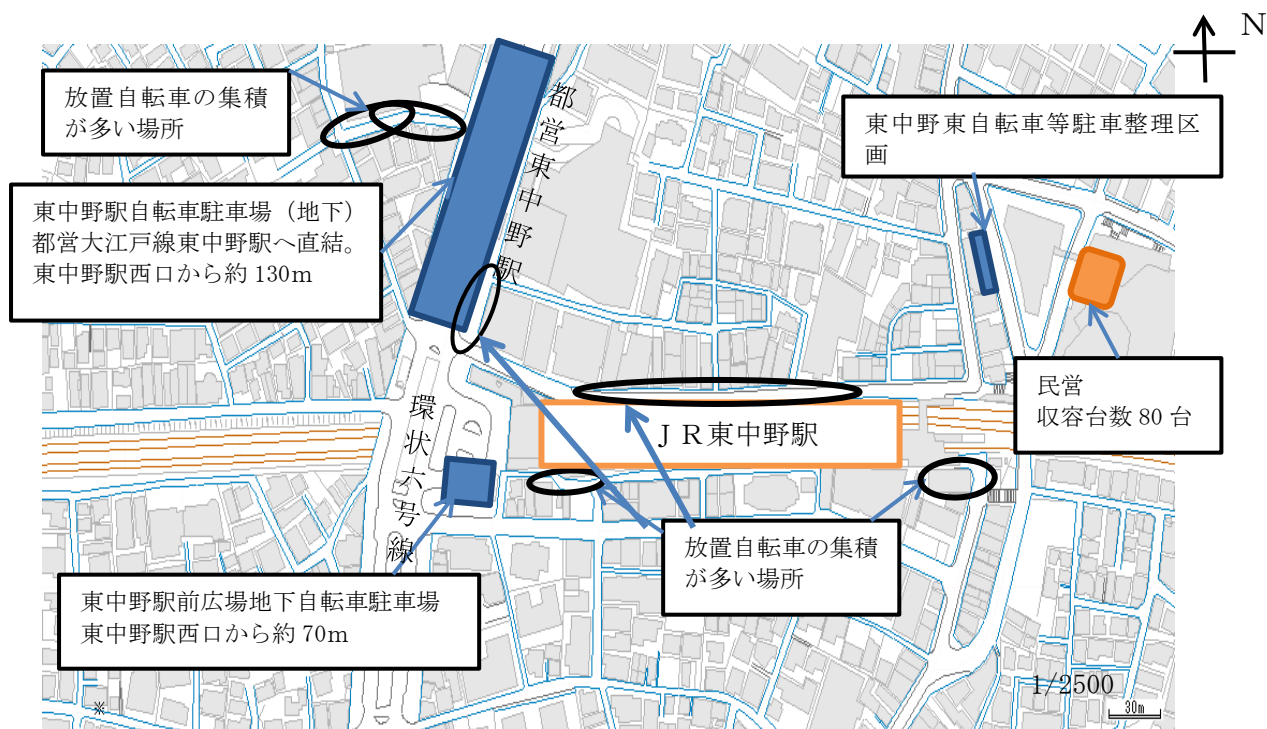 N
放置自転車の集積
が多い場所
都営東中野駅
東中野東自転車等駐車整理区
画
東中野駅自転車駐車場（地下）
都営大江戸線東中野駅へ直結。
東中野駅西口から約 130m
民営
収容台数 80 台
環状六号線
ＪＲ東中野駅
放置自転車の集積
が多い場所
東中野駅前広場地下自転車駐車場
東中野駅西口から約 70m
1/2500
30m
※